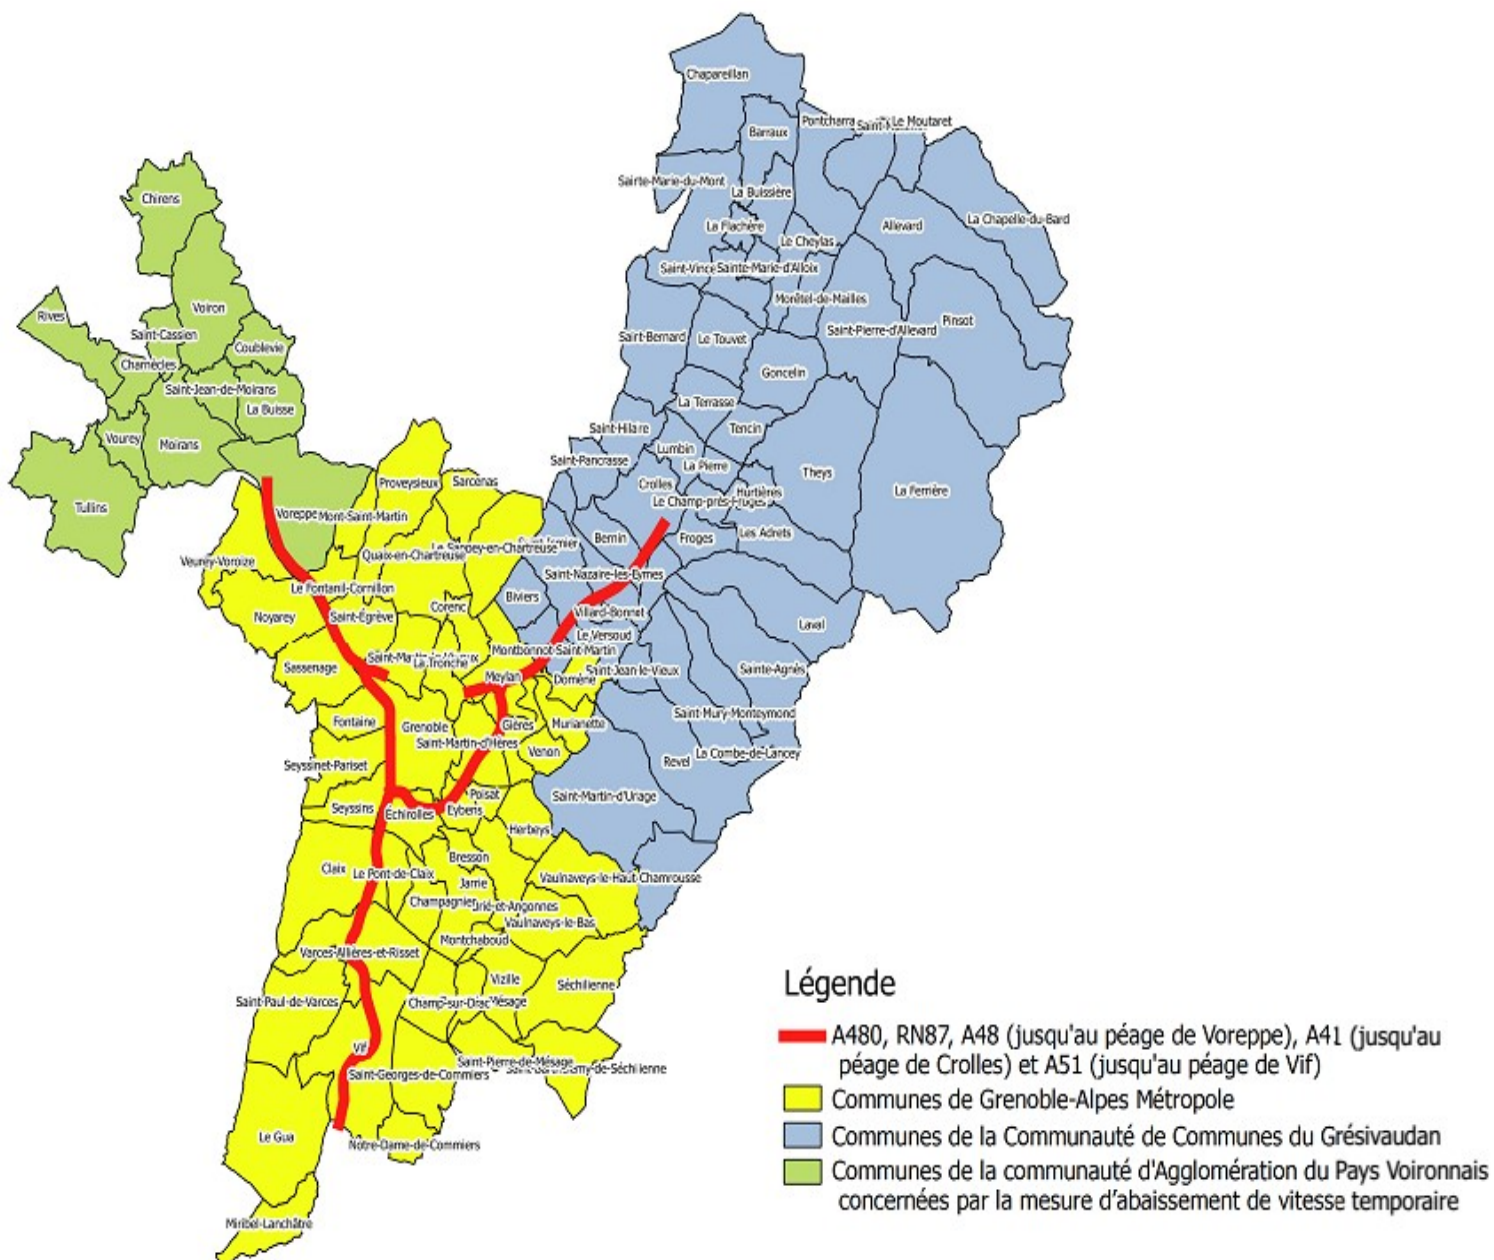 Chapareillan
Barraux
Pontcharra
Le Moutaret
Sainte-Marie-du-Mont
La Buissière
La Chapelle-du-Bard
Chirens
La Flachère
Allevard
Le Cheylas
Saint-Vince
Sainte-Marie-d'Alloix
Morêtel-de-Mailles
Voiron
Rives
Saint-Cassien
Coublevie
Saint-Bernard
Le Touvet
Saint-Pierre-d'Allevard
Pinsot
Charnècles
Goncelin
Saint-Jean-de-Moirans
La Buisse
La Terrasse
Vourey
Moirans
Saint-Hilaire
Tencin
Lumbin
Saint-Pancrasse
La Pierre
Theys
Proveysieux
Sarcenas
Crolles
Hurtières
La Ferrière
Le Champ-près-Froges
Tullins
Voreppe
Mont-Saint-Martin
Bernin
Froges
Les Adrets
Quaix-en-Chartreuse
Veurey-Voroize
Saint-Nazaire-les-Eymes
Le Fontanil-Cornillon
Biviers
Noyarey
Saint-Égrève
Corenc
Villard-Bonnot
Laval
Le Versoud
Montbonnot-Saint-Martin
Sassenage
La Tronche
Meylan
Domène
Saint-Jean-le-Vieux
Sainte-Agnès
Fontaine
Grenoble
Gières
Murianette
Saint-Mury-Monteymond
Saint-Martin-d'Hères
Venon
La Combe-de-Lancey
Seyssinet-Pariset
Revel
Seyssins
Échirolles
Eybens
Poisat
Saint-Martin-d'Uriage
Herbeys
Bresson
Claix
Le Pont-de-Claix
Jarrie
Vaulnaveys-le-Haut
Chamrousse
Champagnier
Brié-et-Angonnes
Vaulnaveys-le-Bas
Montchaboud
Varces-Allières-et-Risset
Vizille
Séchilienne
Saint-Paul-de-Varces
Champ-sur-Drac
Mésage
Vif
Saint-Pierre-de-Mésage
Saint-Georges-de-Commiers
Le Gua
Notre-Dame-de-Commiers
Miribel-Lanchâtre
Légende
A480, RN87, A48 (jusqu'au péage de Voreppe), A41 (jusqu'au
péage de Crolles) et A51 (jusqu'au péage de Vif)
Communes de Grenoble-Alpes Métropole
Communes de la Communauté de Communes du Grésivaudan
Communes de la communauté d'Agglomération du Pays Voironnais
concernées par la mesure d'abaissement de vitesse temporaire